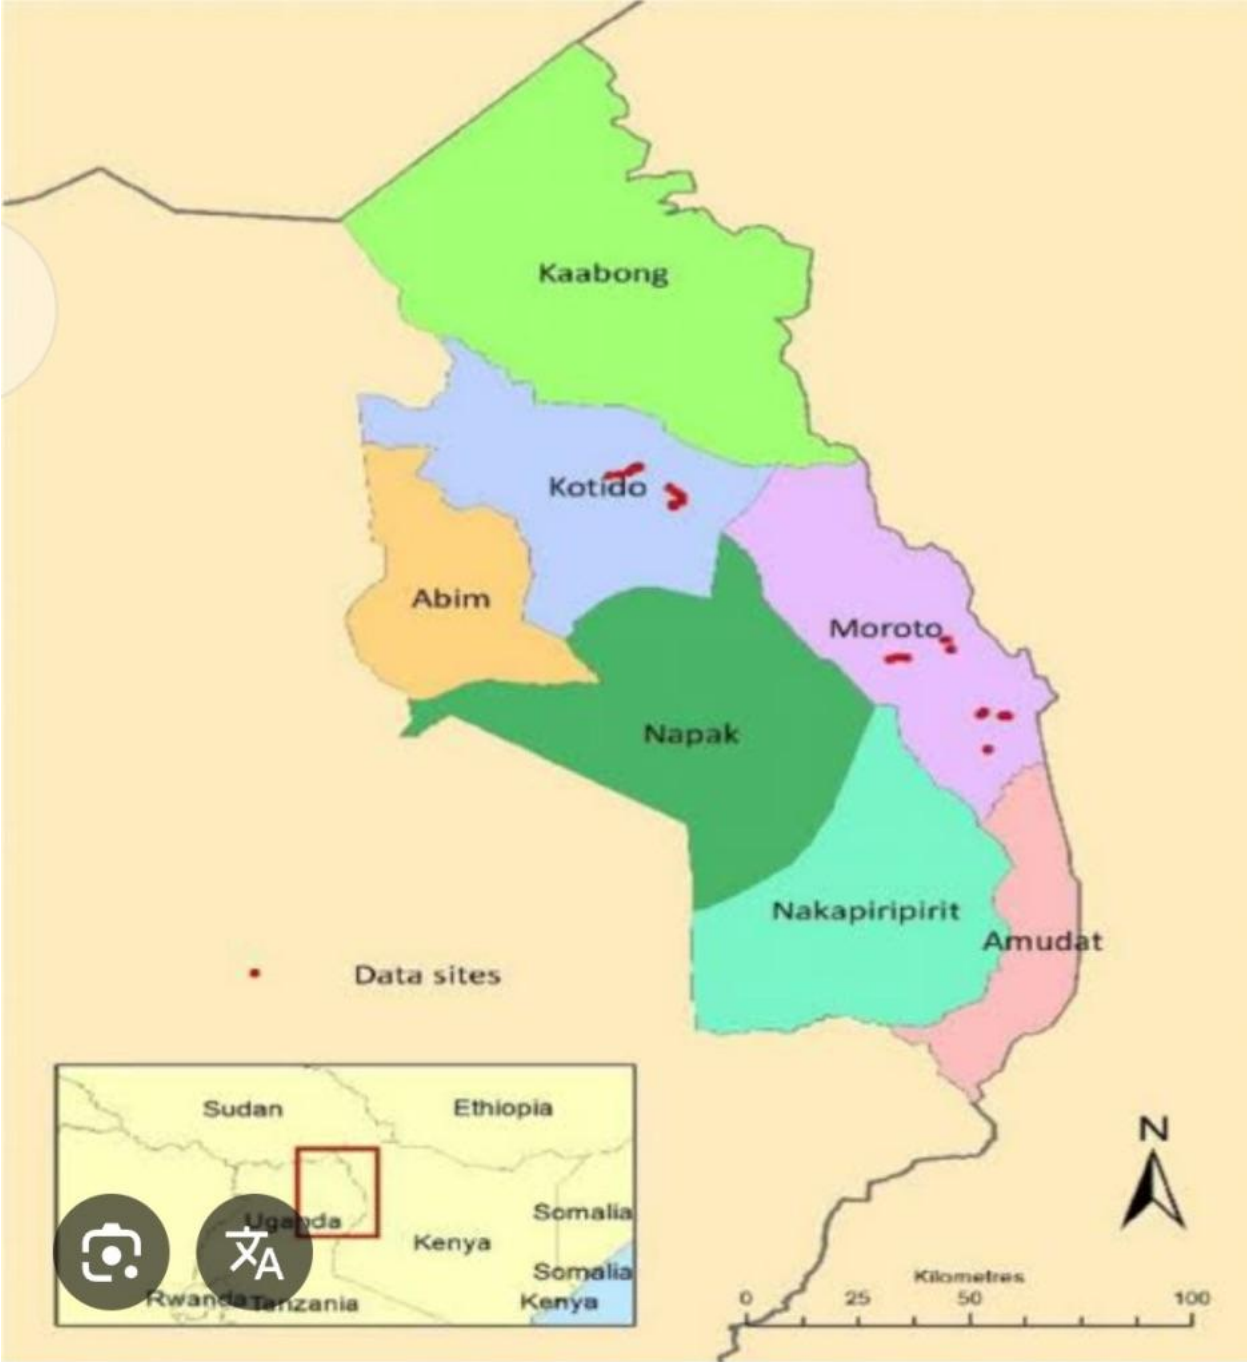 Kaabong
Kotido
Abim
Moroto
Napak
Nakapiripirit
Amudat
Data sites
Sudan
Ethiopia
Uganda
Kenya
Somalia
Somalia
Rwanda
Tanzania
Kenya
N
Kilometres
0 25 50 100